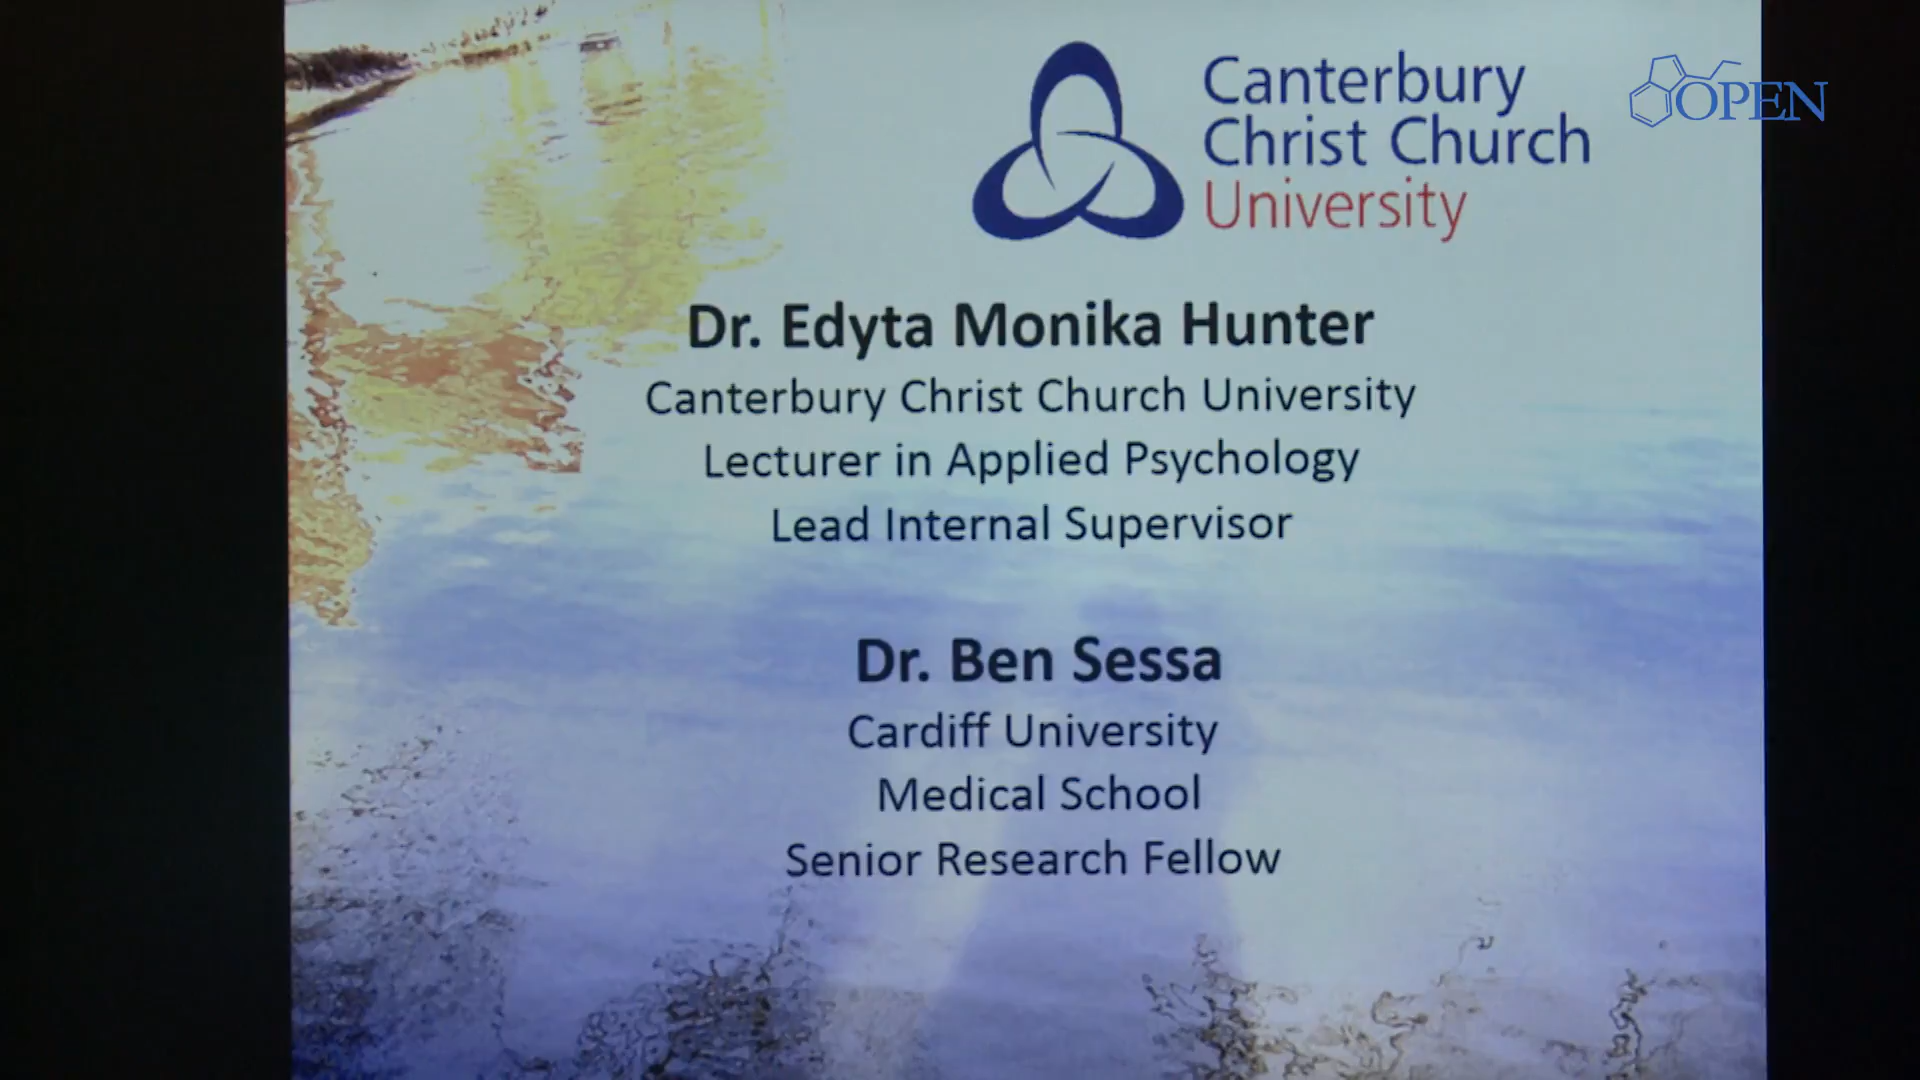 Canterbury
Christ Church
University
OPEN
Dr. Edyta Monika Hunter
Canterbury Christ Church University
Lecturer in Applied Psychology
Lead Internal Supervisor
Dr. Ben Sessa
Cardiff University
Medical School
Senior Research Fellow